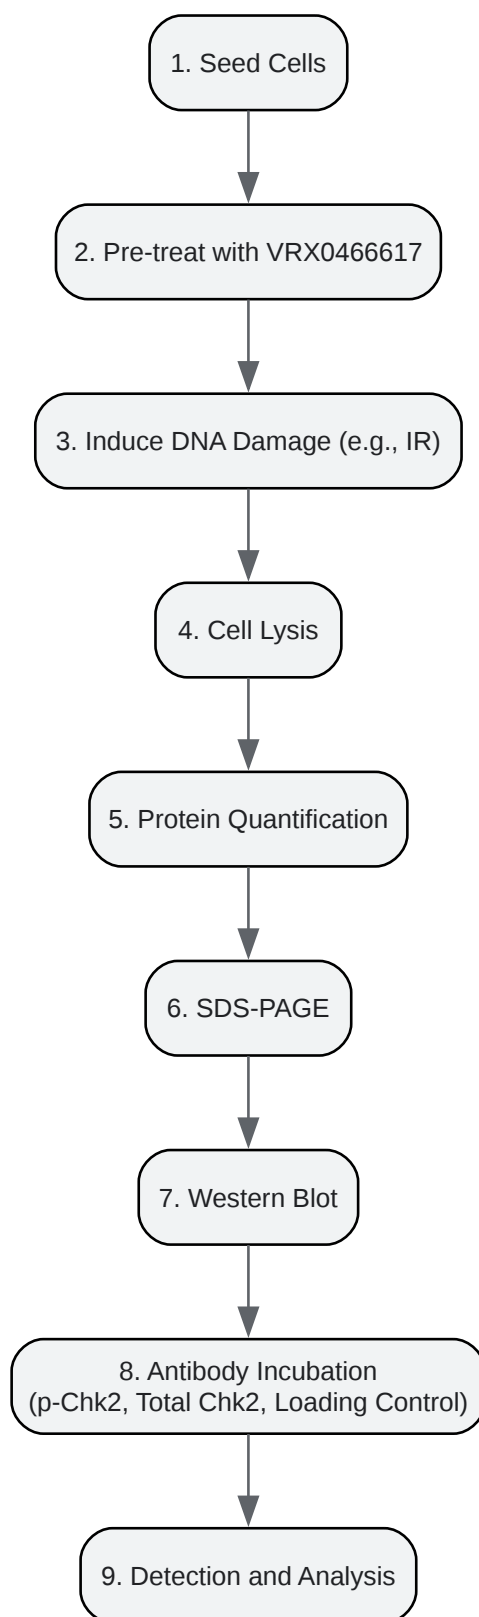 1. Seed Cells
2. Pre-treat with VRX0466617
3. Induce DNA Damage (e.g., IR)
4. Cell Lysis
5. Protein Quantification
6. SDS-PAGE
7. Western Blot
8. Antibody Incubation
(p-Chk2, Total Chk2, Loading Control)
9. Detection and Analysis